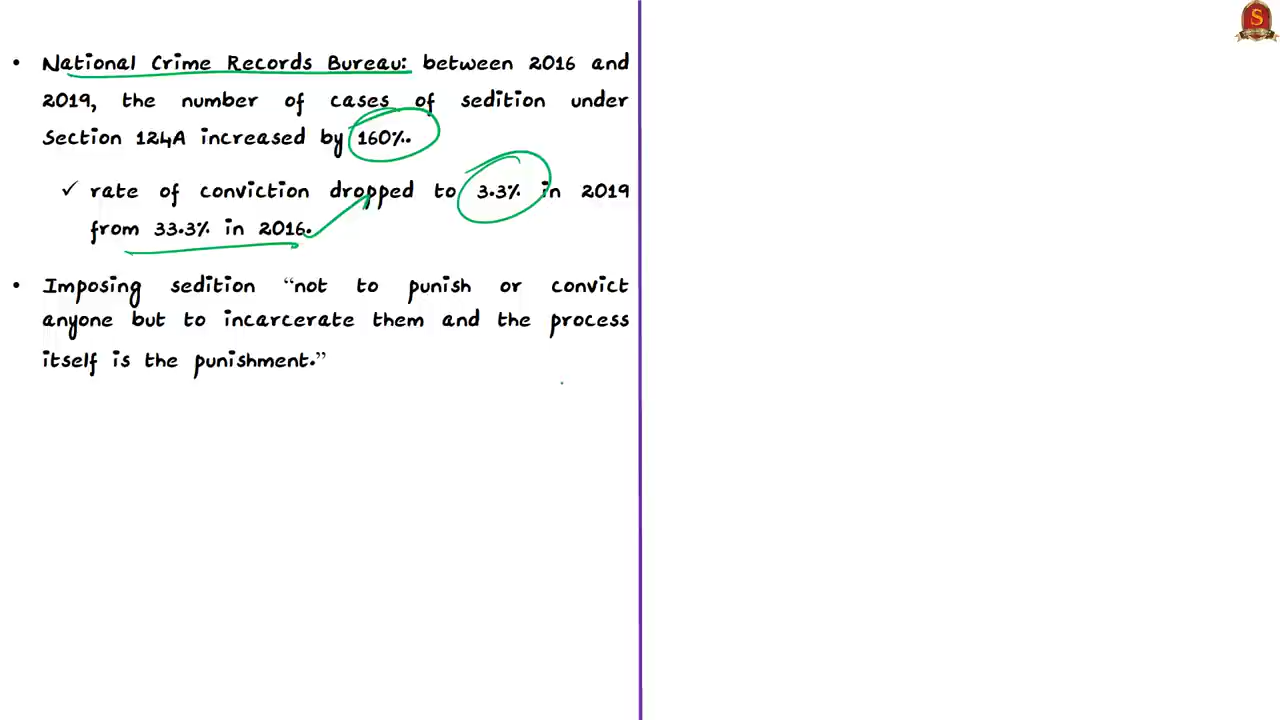 • National Crime Records Bureau: between 2016 and
2019, the number of cases of sedition under
Section 124A increased by 160%.
✓ rate of conviction dropped to 3.3% in 2019
from 33.3% in 2016.
• Imposing sedition “not to punish or convict
anyone but to incarcerate them and the process
itself is the punishment.”
S